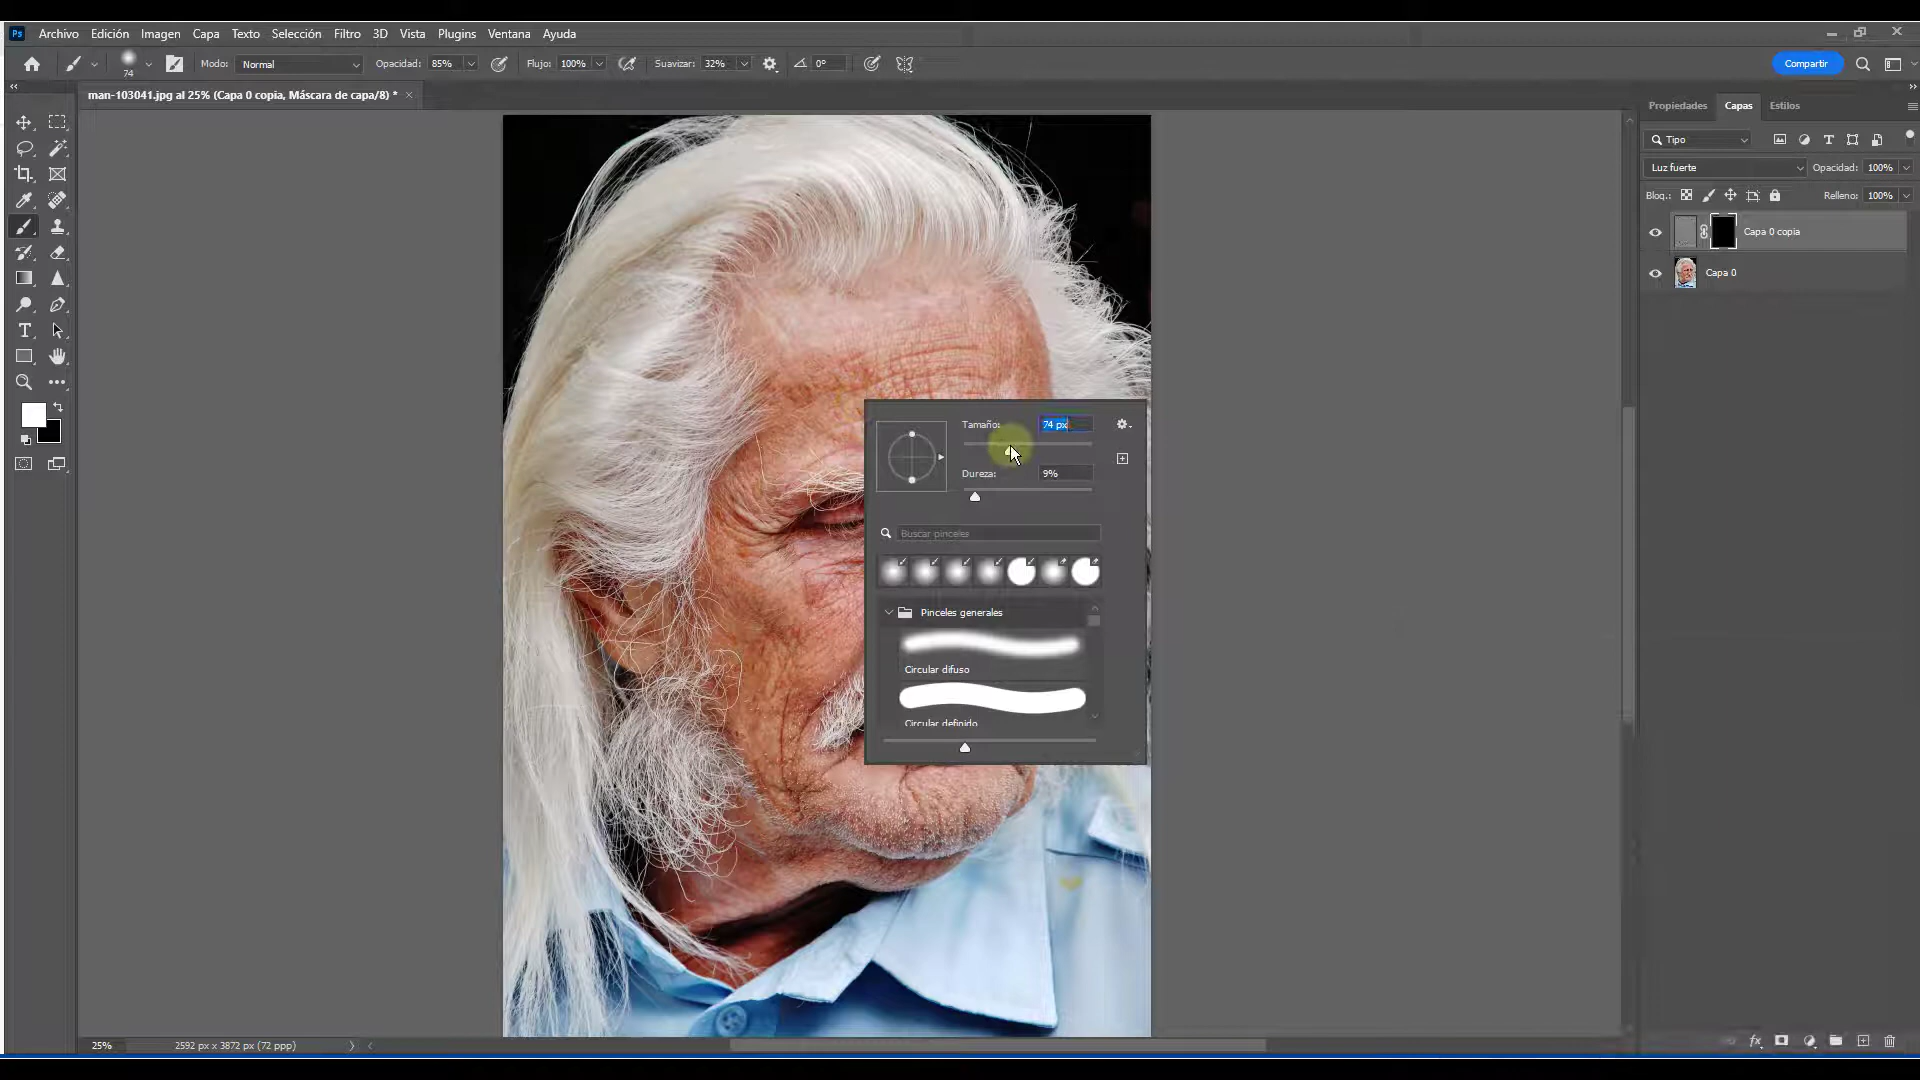 Ps Archivo Edición Imagen Capa Texto Selección Filtro 3D Vista Plugins Ventana Ayuda
74 Modo: Normal Opacidad: 85% Flujo: 100% Suavizar: 32% 0° Compartir
man-103041.jpg al 25% (Capa 0 copia, Máscara de capa/8) *
Propiedades Capas Estilos
Tipo
Luz fuerte Opacidad: 100%
Bloq.: Relleno: 100%
Capa 0 copia
Capa 0
Tamaño: 74 px
Dureza: 9%
Buscar pinceles
Pinceles generales
Circular difuso
Circular definido
25% 2592 px x 3872 px (72 ppp)
fx